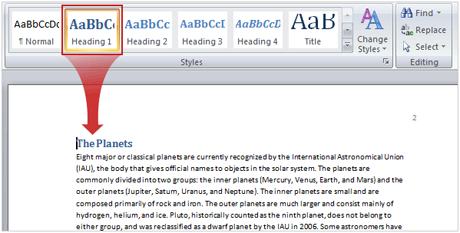 AaBbCcDc AaBbCc AaBbCc AaBbCcI AaBbCcD AaB
¶ Normal Heading 1 Heading 2 Heading 3 Heading 4 Title
Change
Styles
Find
Replace
Select
Styles Editing
2
The Planets
Eight major or classical planets are currently recognized by the International Astronomical Union
(IAU), the body that gives official names to objects in the solar system. The planets are
commonly divided into two groups: the inner planets (Mercury, Venus, Earth, and Mars) and the
outer planets (Jupiter, Saturn, Uranus, and Neptune). The inner planets are small and are
composed primarily of rock and iron. The outer planets are much larger and consist mainly of
hydrogen, helium, and ice. Pluto, historically counted as the ninth planet, does not belong to
either group, and was reclassified as a dwarf planet by the IAU in 2006. Some astronomers have